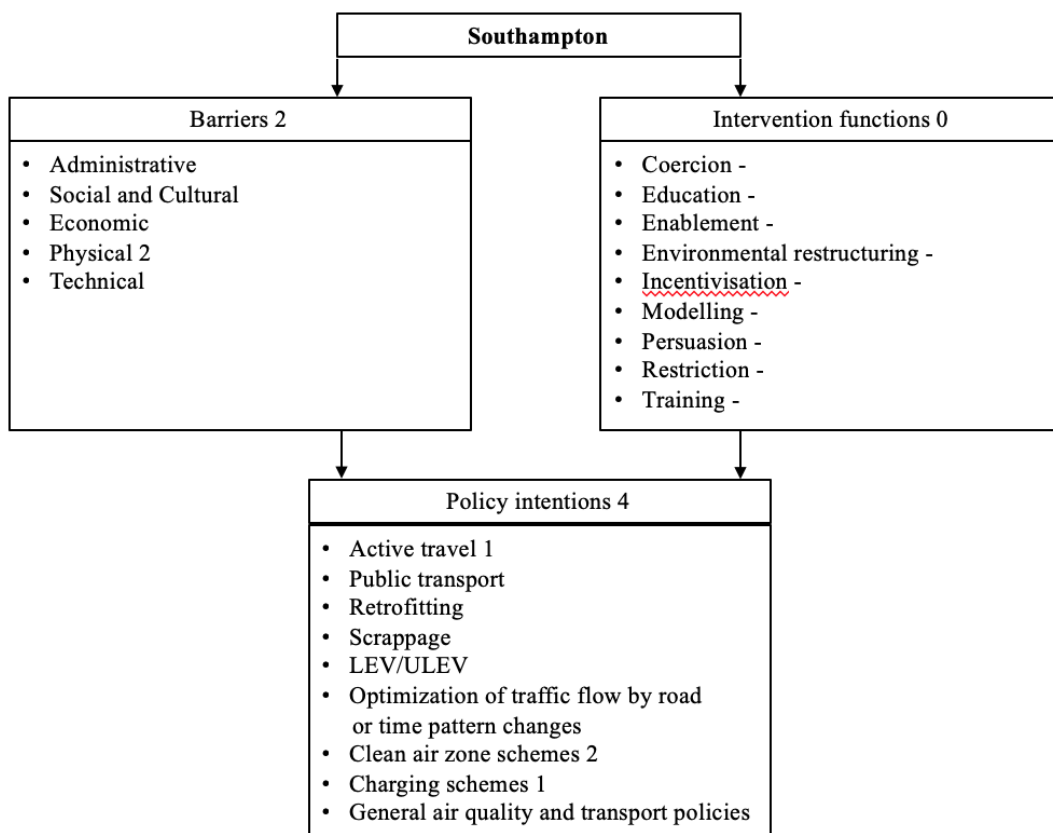 Southampton
Barriers 2
• Administrative
• Social and Cultural
• Economic
• Physical 2
• Technical
Intervention functions 0
• Coercion -
• Education -
• Enablement -
• Environmental restructuring -
• Incentivisation -
• Modelling -
• Persuasion -
• Restriction -
• Training -
Policy intentions 4
• Active travel 1
• Public transport
• Retrofitting
• Scrappage
• LEV/ULEV
• Optimization of traffic flow by road
or time pattern changes
• Clean air zone schemes 2
• Charging schemes 1
• General air quality and transport policies